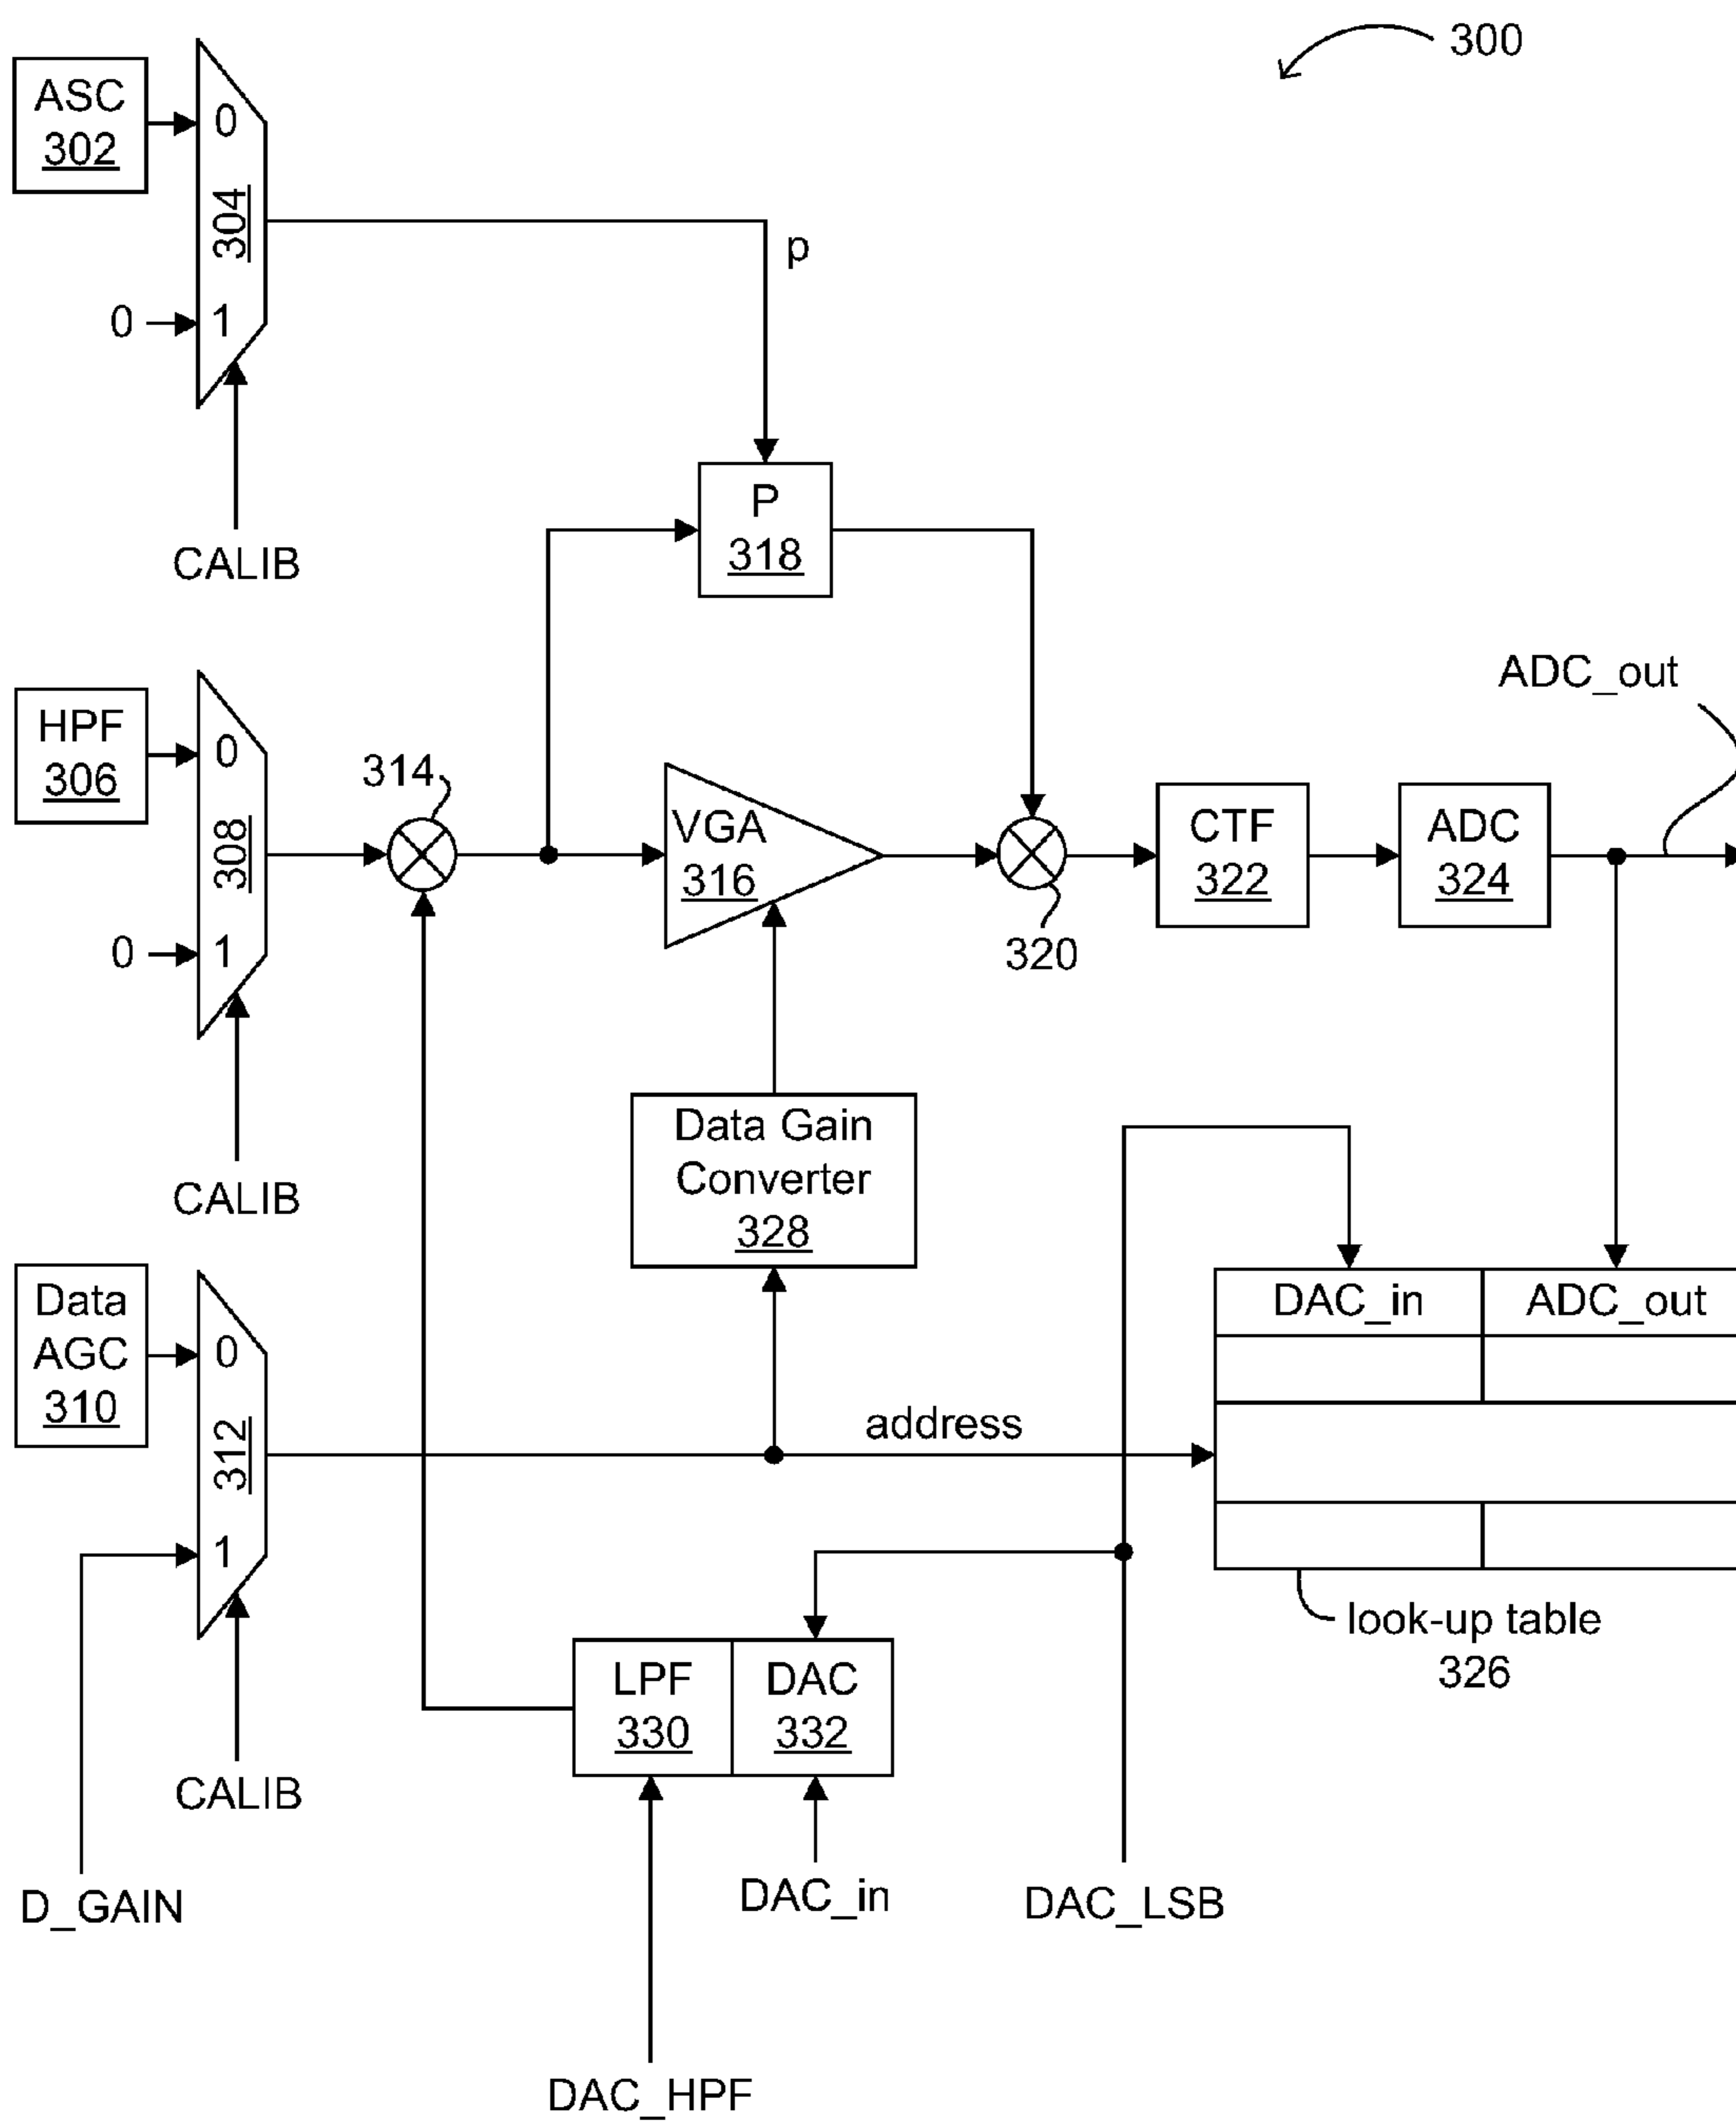 300
ASC
302
0
304
p
0
1
CALIB
P
318
HPF
306
0
308
0
1
CALIB
314
VGA
316
320
CTF
322
ADC
324
ADC_out
Data Gain
Converter
328
Data
AGC
310
0
312
1
CALIB
D_GAIN
address
DAC_in
ADC_out
look-up table
326
LPF
330
DAC
332
DAC_in
DAC_LSB
DAC_HPF